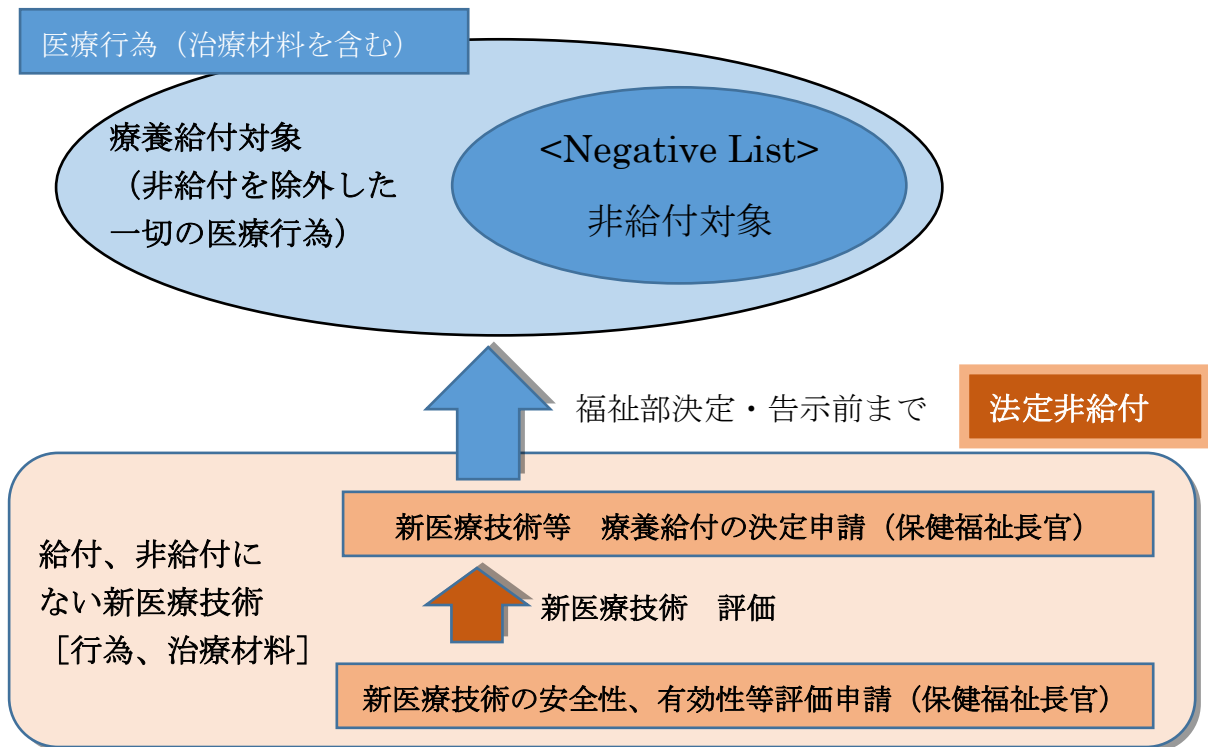 医療行為（治療材料を含む）
療養給付対象
（非給付を除外した
一切の医療行為）
<Negative List>
非給付対象
福祉部決定・告示前まで
法定非給付
給付、非給付に
ない新医療技術
［行為、治療材料］
新医療技術等　療養給付の決定申請（保健福祉長官）
新医療技術　評価
新医療技術の安全性、有効性等評価申請（保健福祉長官）